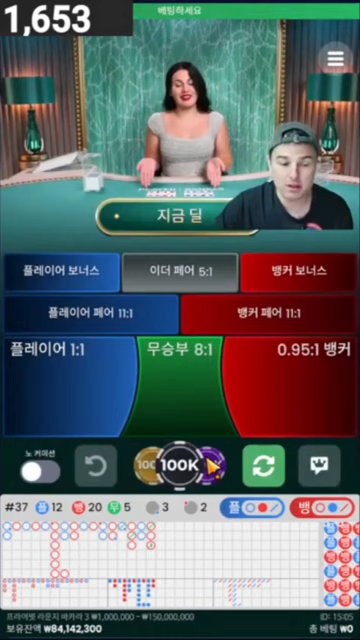 1,653
베팅하세요
지금 딜
플레이어 보너스
이더 페어 5:1
뱅커 보너스
플레이어 페어 11:1
뱅커 페어 11:1
플레이어 1:1
무승부 8:1
0.95:1 뱅커
노 커미션
100K
#37 플 12 뱅 20 무 5 3 2
플 뱅
프라이빗 라운지 바카라 3 ₩1,000,000 – ₩150,000,000
ID: 15:05
보유잔액 ₩84,142,300
총 베팅 ₩0